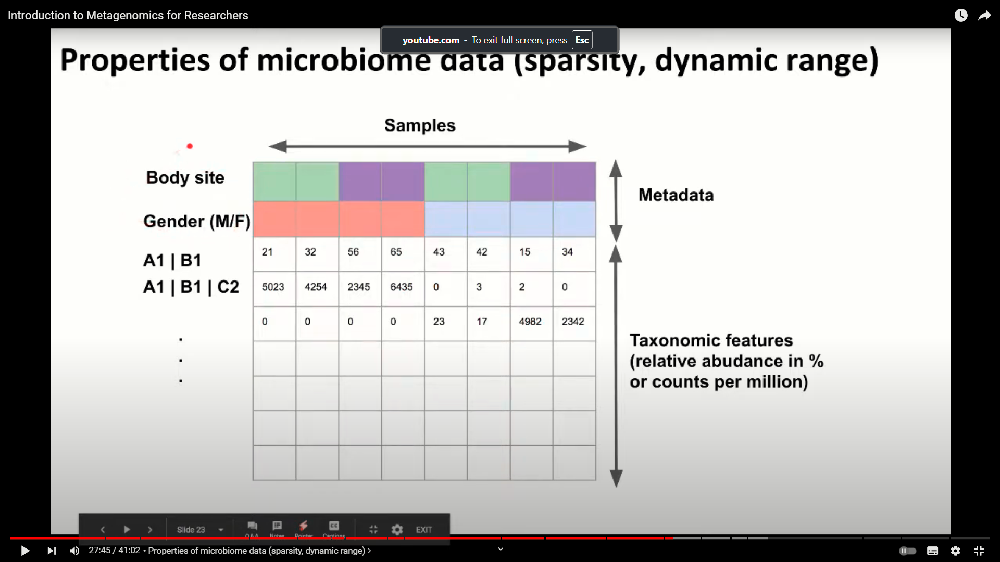 Introduction to Metagenomics for Researchers
youtube.com - To exit full screen, press Esc
Properties of microbiome data (sparsity, dynamic range)
Samples
Body site
Metadata
Gender (M/F)
A1 | B1 21 32 56 65 43 42 15 34
A1 | B1 | C2 5023 4254 2345 6435 0 3 2 0
0 0 0 0 23 17 4982 2342
.
.
.
Taxonomic features
(relative abudance in %
or counts per million)
Slide 23 Q&A Notes Pointer Captions EXIT
27:45 / 41:02 • Properties of microbiome data (sparsity, dynamic range) ›